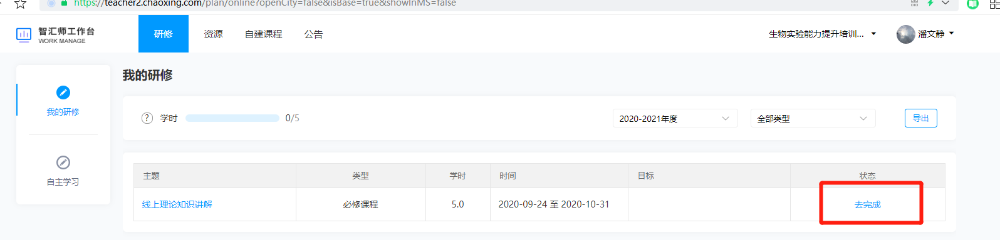 https://teacher2.chaoxing.com/plan/online?openCity=false&isBase=true&showInMS=false
智汇师工作台
WORK MANAGE
研修 资源 自建课程 公告 生物实验能力提升培训... 潘文静
我的研修
我的研修
? 学时 0/5 2020-2021年度 全部类型 导出
自主学习
主题 类型 学时 时间 目标 状态
线上理论知识讲解 必修课程 5.0 2020-09-24 至 2020-10-31 去完成